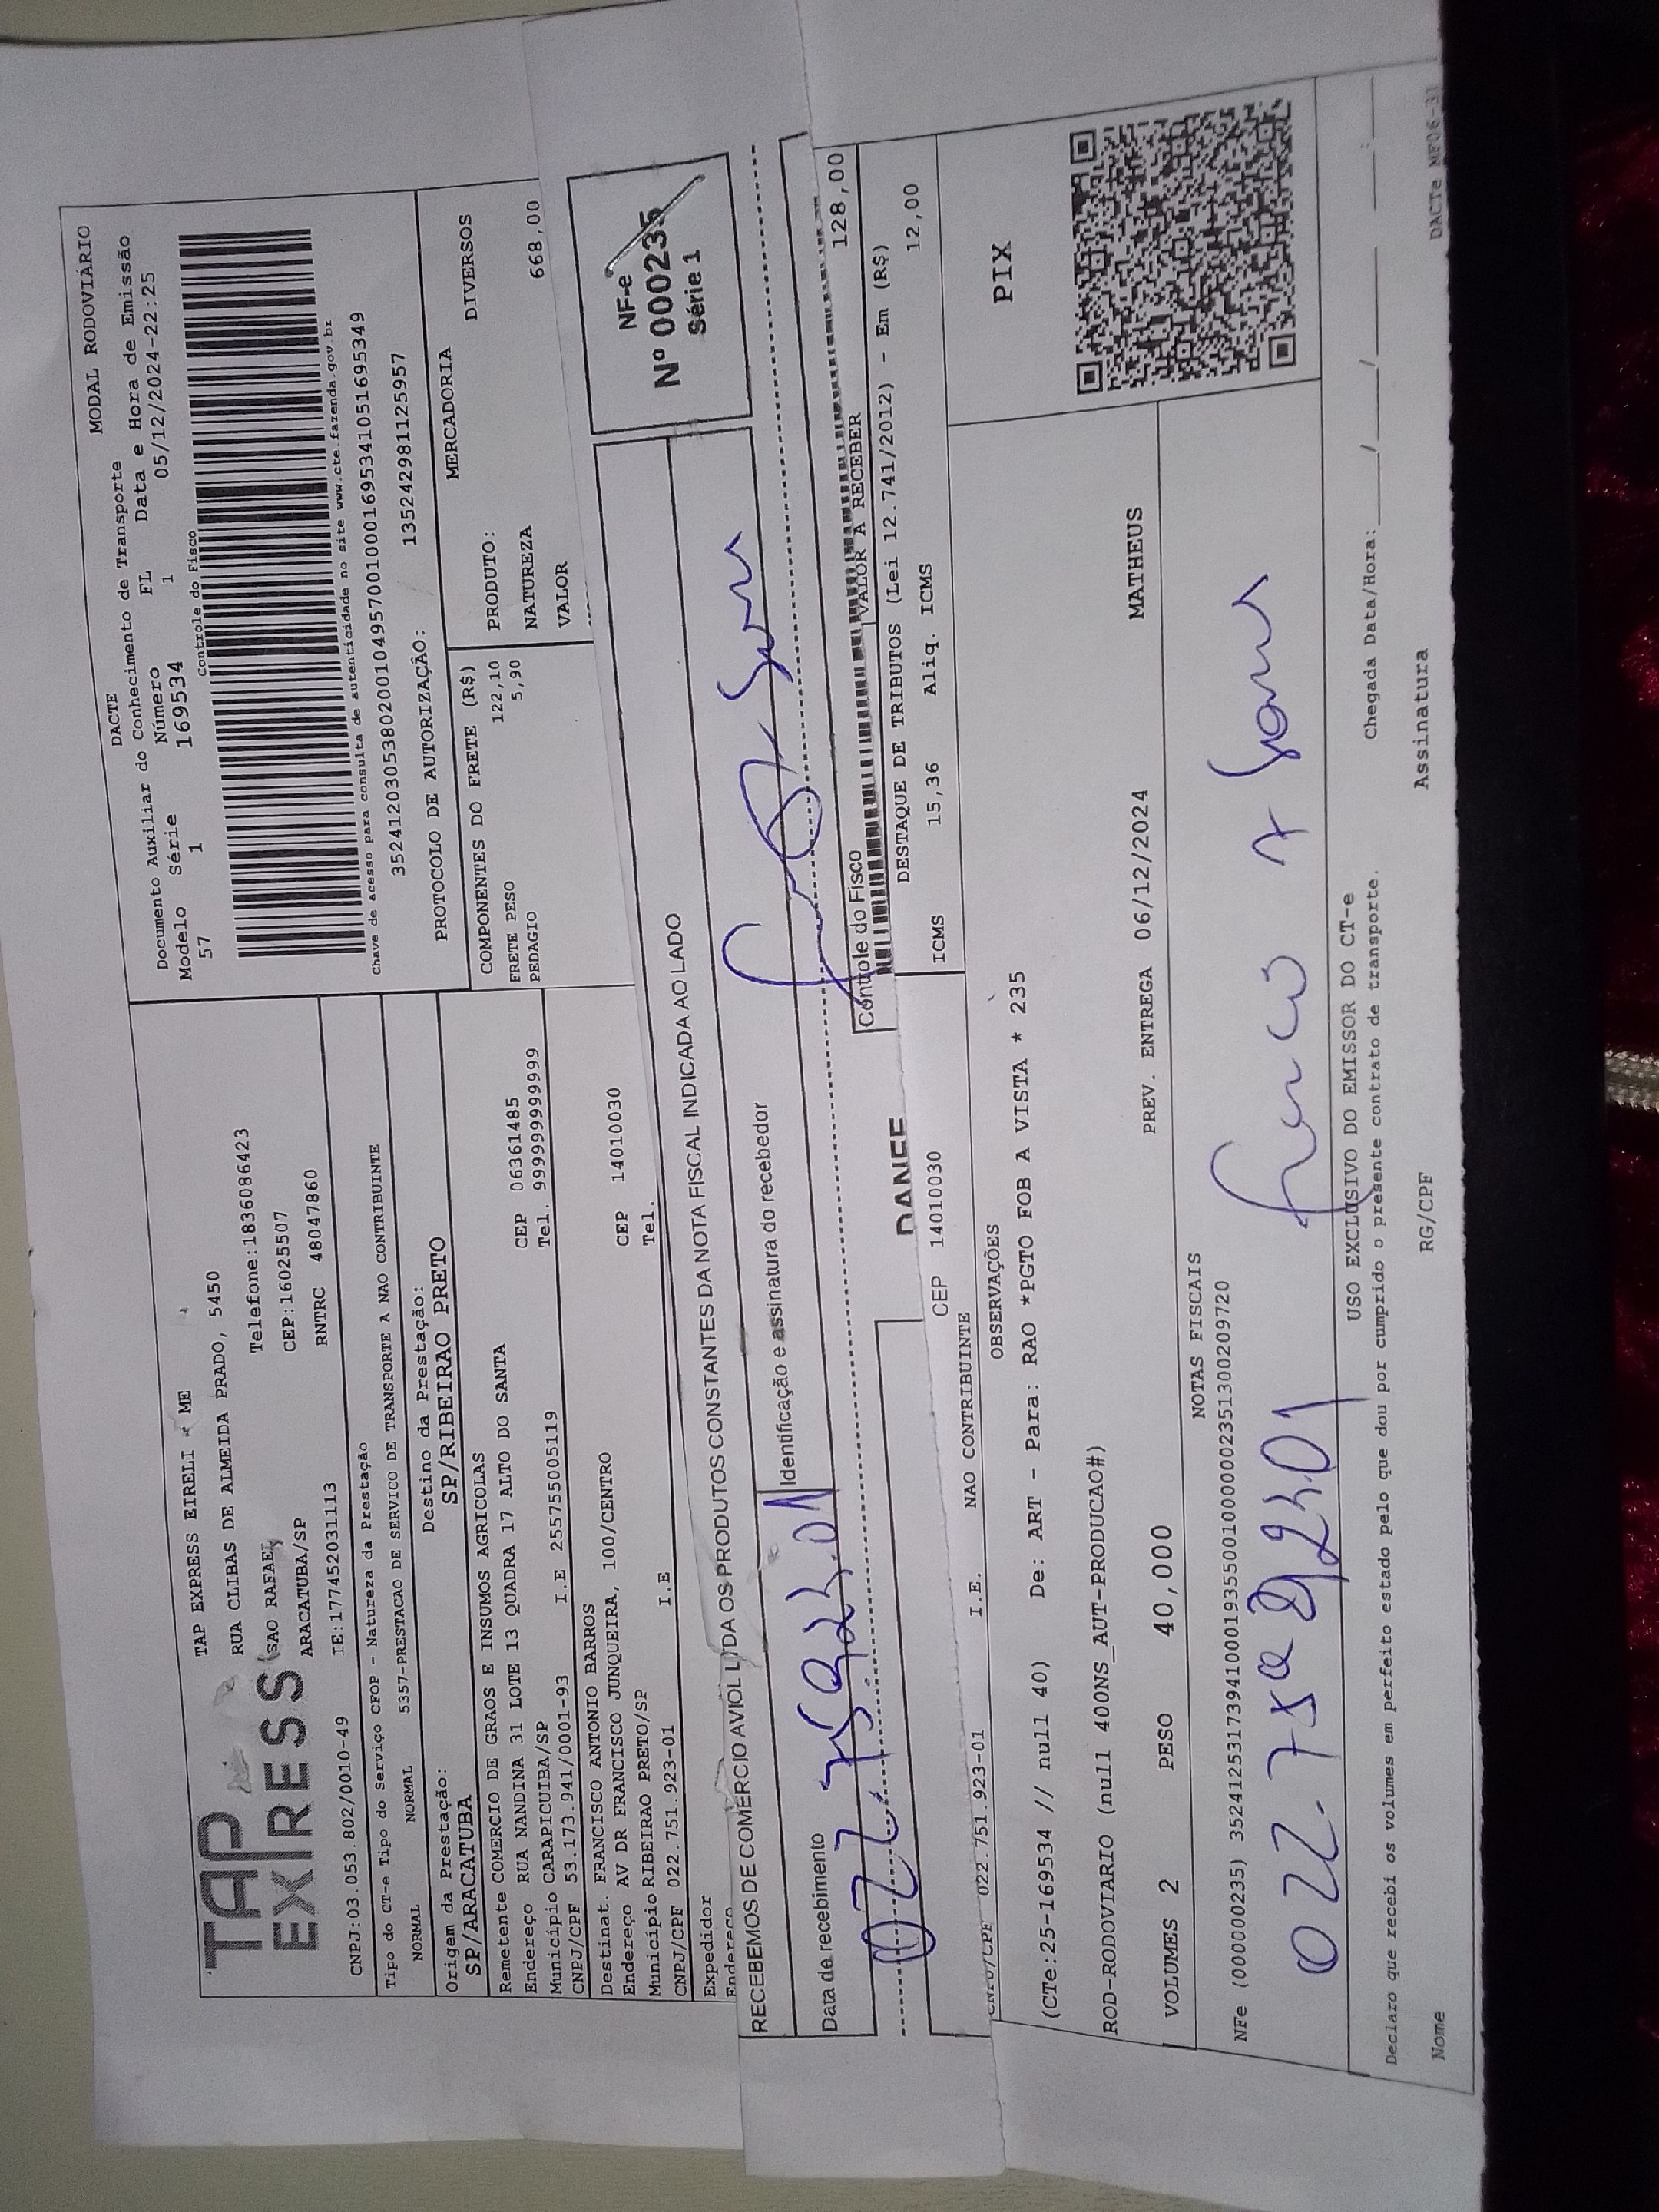 TAP
EXPRESS
TAP EXPRESS EIRELI - ME
RUA CLIBAS DE ALMEIDA PRADO, 5450
Telefone:1836086423
SAO RAFAEL
CEP:16025507
ARACATUBA/SP
RNTRC 48047860
CNPJ:03.053.802/0010-49 IE:177452031113
MODAL RODOVIÁRIO
DACTE
Documento Auxiliar do Conhecimento de Transporte
Modelo Série Número FL Data e Hora de Emissão
57 1 169534 1 05/12/2024-22:25
Controle do Fisco
Chave de acesso para consulta de autenticidade no site www.cte.fazenda.gov.br
35241203053802001049570010001695341051695349
PROTOCOLO DE AUTORIZAÇÃO: 135242981125957
Tipo do CT-e Tipo do Serviço CFOP - Natureza da Prestação
NORMAL NORMAL 5357-PRESTACAO DE SERVICO DE TRANSPORTE A NAO CONTRIBUINTE
Origem da Prestação: Destino da Prestação:
SP/ARACATUBA SP/RIBEIRAO PRETO
COMPONENTES DO FRETE (R$)
FRETE PESO 122,10
PEDAGIO 5,90
MERCADORIA
PRODUTO: DIVERSOS
NATUREZA
VALOR 668,00
Remetente COMERCIO DE GRAOS E INSUMOS AGRICOLAS
Endereço RUA NANDINA 31 LOTE 13 QUADRA 17 ALTO DO SANTA CEP 06361485
Município CARAPICUIBA/SP Tel. 99999999999999
CNPJ/CPF 53.173.941/0001-93 I.E 255755005119
Destinat. FRANCISCO ANTONIO BARROS
Endereço AV DR FRANCISCO JUNQUEIRA, 100/CENTRO
Município RIBEIRAO PRETO/SP CEP 14010030
CNPJ/CPF 022.751.923-01 I.E Tel.
Expedidor
Endereço
RECEBEMOS DE COMÉRCIO AVIOL LTDA OS PRODUTOS CONSTANTES DA NOTA FISCAL INDICADA AO LADO
NF-e
Nº 000235
Série 1
Data de recebimento Identificação e assinatura do recebedor
022.751.923.01
DANFE
Controle do Fisco
VALOR A RECEBER 128,00
CEP 14010030
CNPJ/CPF 022.751.923-01 I.E. NAO CONTRIBUINTE
DESTAQUE DE TRIBUTOS (Lei 12.741/2012) - Em (R$)
ICMS 15,36 Aliq. ICMS 12,00
OBSERVAÇÕES
(CTe:25-169534 // null 40) De: ART - Para: RAO *PGTO FOB A VISTA * 235
PIX
ROD-RODOVIARIO (null 400NS_AUT-PRODUCAO#)
VOLUMES 2 PESO 40,000 PREV. ENTREGA 06/12/2024 MATHEUS
NOTAS FISCAIS
NFe (000000235) 35241253173941000193550010000002351300209720
USO EXCLUSIVO DO EMISSOR DO CT-e
Declaro que recebi os volumes em perfeito estado pelo que dou por cumprido o presente contrato de transporte.
Chegada Data/Hora: ____/____/______ ___:___
Nome RG/CPF Assinatura
DACTe MF06-31